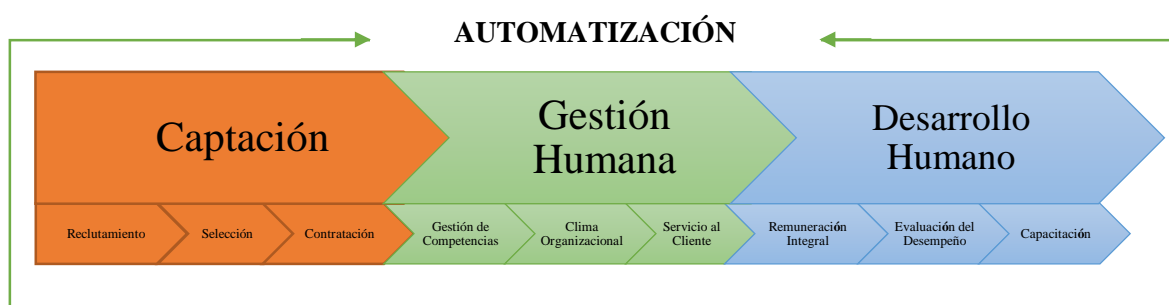 AUTOMATIZACIÓN
Captación
Gestión
Humana
Desarrollo
Humano
Reclutamiento
Selección
Contratación
Gestión de
Competencias
Clima
Organizacional
Servicio al
Cliente
Remuneración
Integral
Evaluación del
Desempeño
Capacitación